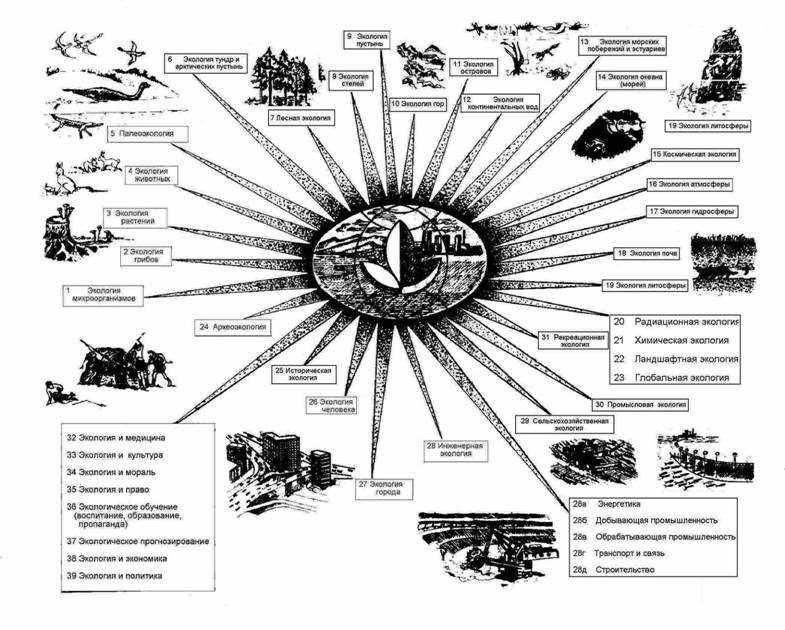 6 Экология тундр и
арктических пустынь
9 Экология
пустынь
13 Экология морских
поберений и эстуариев
11 Экология
островов
8 Экология
степей
14 Экология океана
(морей)
10 Экология гор
12 Экология
континентальных вод
7 Лесная экология
19 Экология литосферы
5 Палеоэкология
15 Космическая экология
4 Экология
животных
16 Экология атмосферы
3 Экология
растений
17 Экология гидросферы
2 Экология
грибов
18 Экология почв
1 Экология
микроорганизмов
19 Экология литосферы
24 Археоэкология
20 Радиационная экология
21 Химическая экология
22 Ландшафтная экология
23 Глобальная экология
31 Рекреационная
экология
25 Историческая
экология
26 Экология
человека
30 Промысловая экология
29 Сельскохозяйственная
экология
28 Инженерная
экология
27 Экология
города
32 Экология и медицина
33 Экология и культура
34 Экология и мораль
35 Экология и право
36 Экологическое обучение
(воспитание, образование,
пропаганда)
37 Экологическое прогнозирование
38 Экология и экономика
39 Экология и политика
28а Энергетика
28б Добывающая промышленность
28в Обрабатывающая промышленность
28г Транспорт и связь
28д Строительство